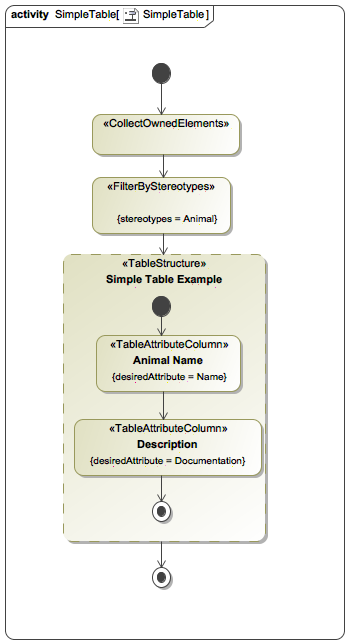 activity SimpleTable[ SimpleTable ]
«CollectOwnedElements»
«FilterByStereotypes»
{stereotypes = Animal}
«TableStructure»
Simple Table Example
«TableAttributeColumn»
Animal Name
{desiredAttribute = Name}
«TableAttributeColumn»
Description
{desiredAttribute = Documentation}